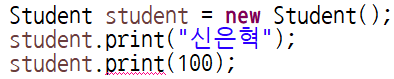 Student student = new Student();
student.print("신은혁");
student.print(100);